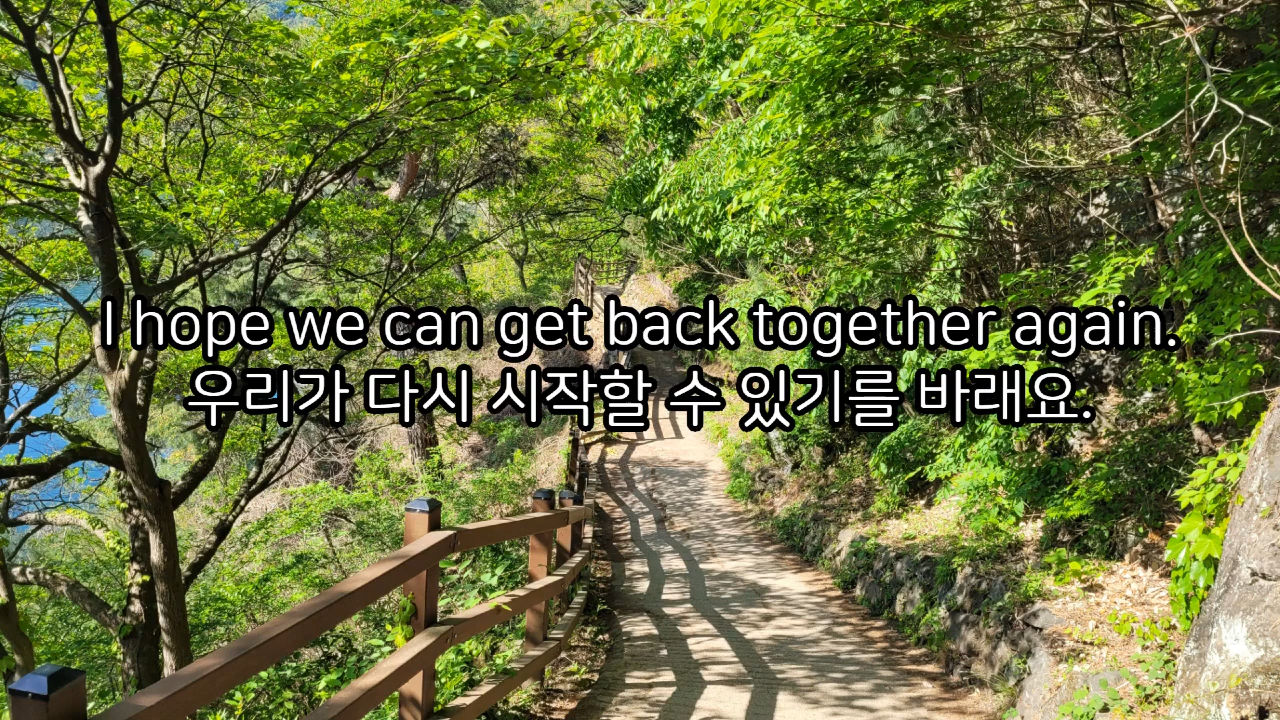 I hope we can get back together again.
우리가 다시 시작할 수 있기를 바래요.